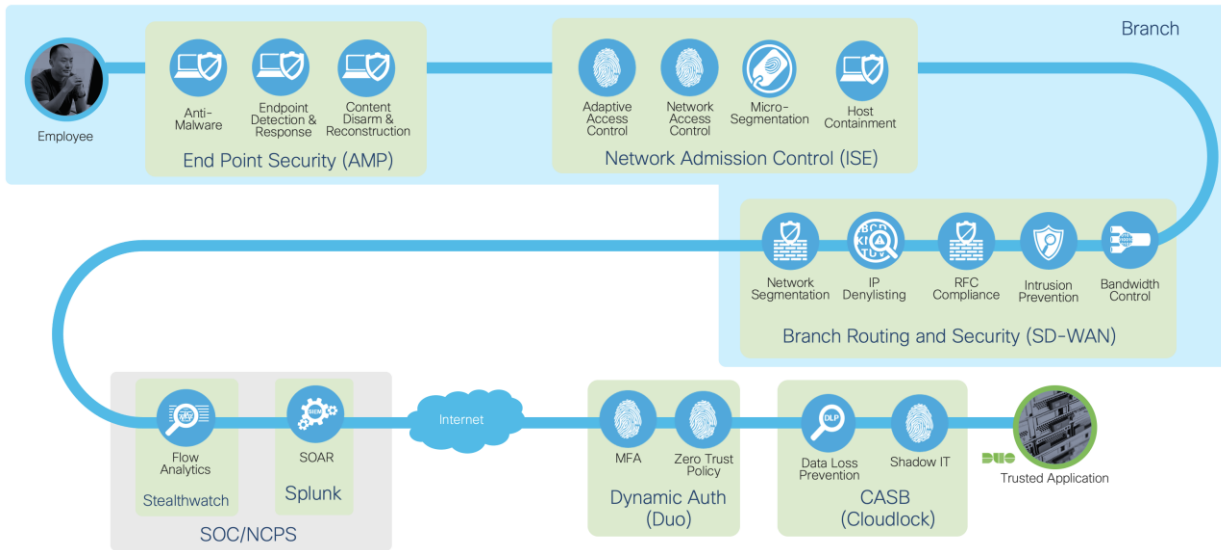 Branch
Employee
Anti-
Malware
Endpoint
Detection &
Response
Content
Disarm &
Reconstruction
End Point Security (AMP)
Adaptive
Access
Control
Network
Access
Control
Micro-
Segmentation
Host
Containment
Network Admission Control (ISE)
Network
Segmentation
BCD
IP
Denylisting
RFC
Compliance
Intrusion
Prevention
Bandwidth
Control
Branch Routing and Security (SD-WAN)
Flow
Analytics
Stealthwatch
SIEM
SOAR
Splunk
SOC/NCPS
Internet
MFA
Zero Trust
Policy
Dynamic Auth
(Duo)
DLP
Data Loss
Prevention
Shadow IT
CASB
(Cloudlock)
DUO
Trusted Application